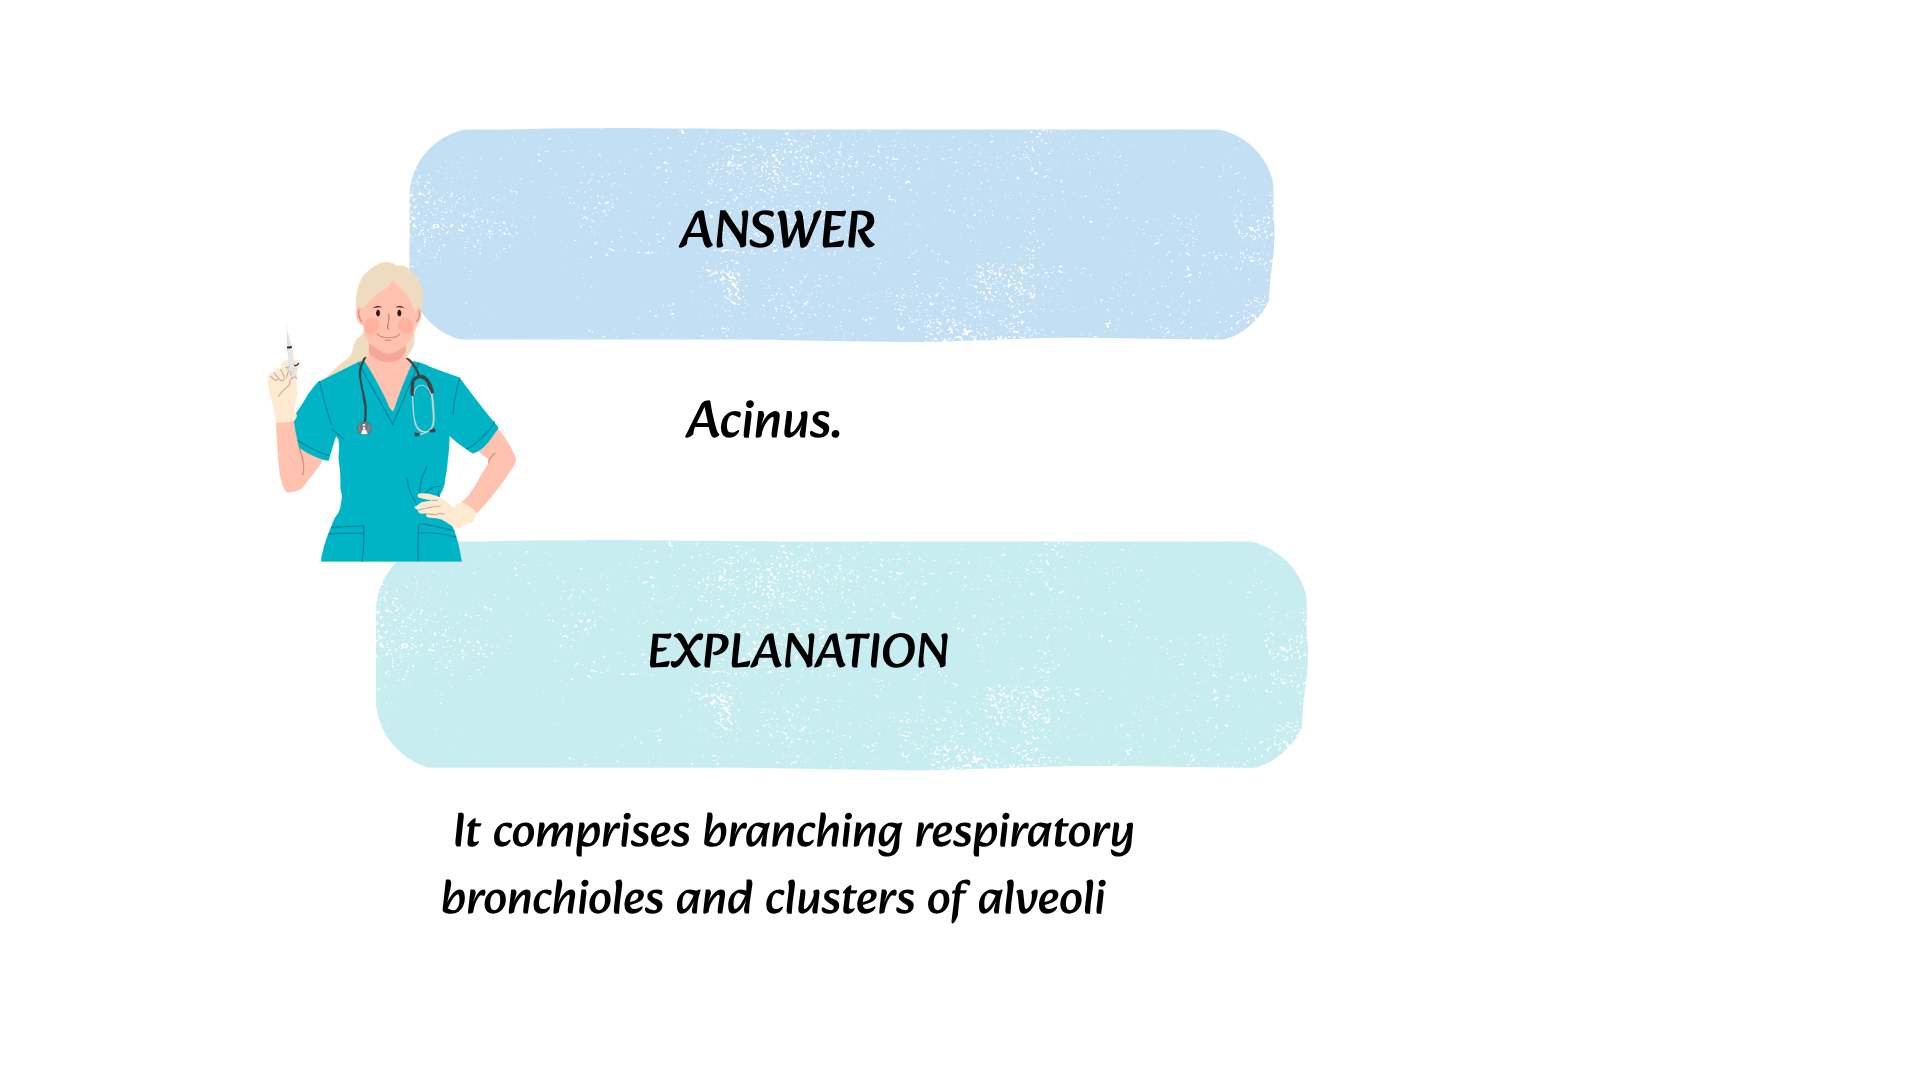 ANSWER
Acinus.
EXPLANATION
It comprises branching respiratory
bronchioles and clusters of alveoli